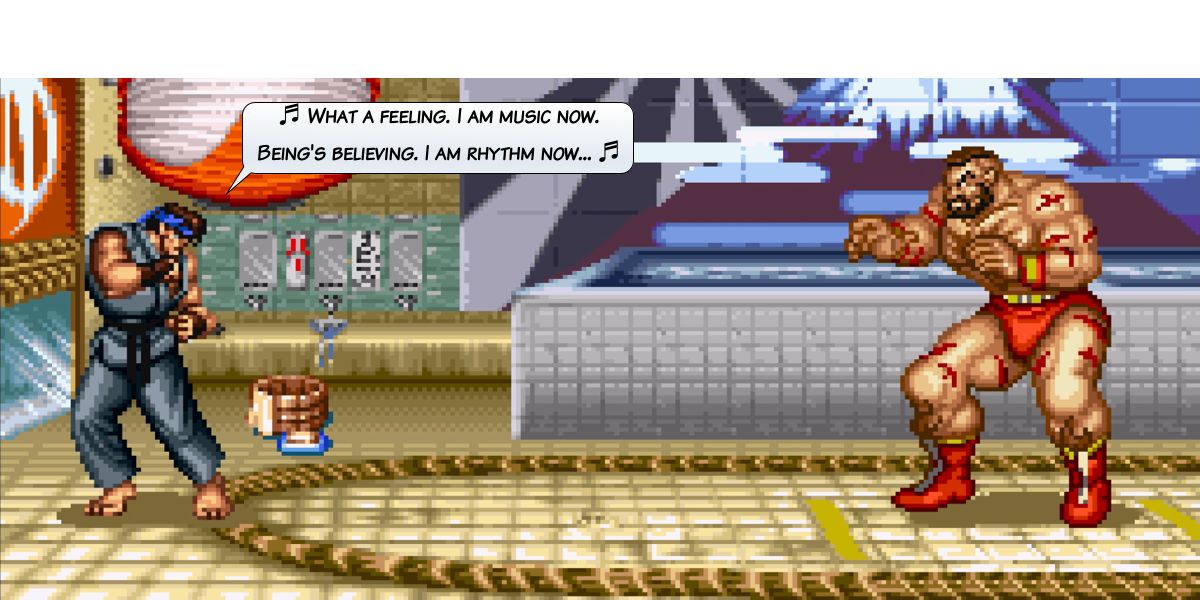 ♬ What a feeling. I am music now.
Being's believing. I am rhythm now... ♬